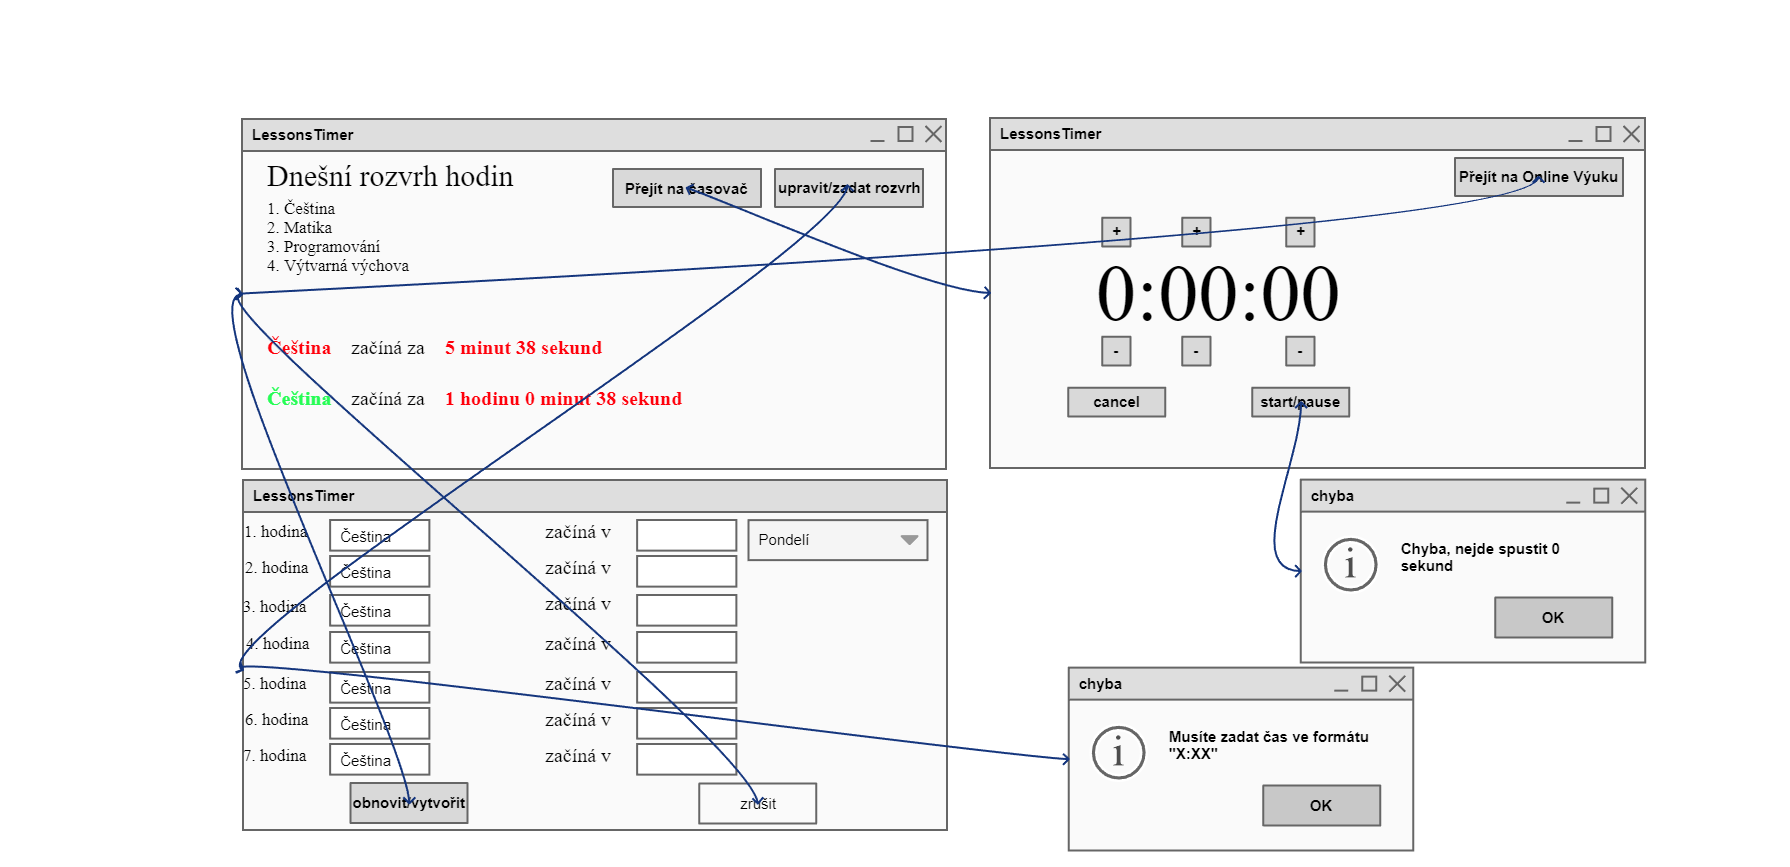 LessonsTimer
Dnešní rozvrh hodin
Přejít na časovač
upravit/zadat rozvrh
1. Čeština
2. Matika
3. Programování
4. Výtvarná výchova
Čeština začíná za 5 minut 38 sekund
Čeština začíná za 1 hodinu 0 minut 38 sekund
LessonsTimer
Přejít na Online Výuku
+ + +
0:00:00
- - -
cancel
start/pause
LessonsTimer
1. hodina Čeština začíná v
Pondelí
2. hodina Čeština začíná v
3. hodina Čeština začíná v
4. hodina Čeština začíná v
5. hodina Čeština začíná v
6. hodina Čeština začíná v
7. hodina Čeština začíná v
obnovit/vytvořit
zrušit
chyba
i
Chyba, nejde spustit 0
sekund
OK
chyba
i
Musíte zadat čas ve formátu
"X:XX"
OK